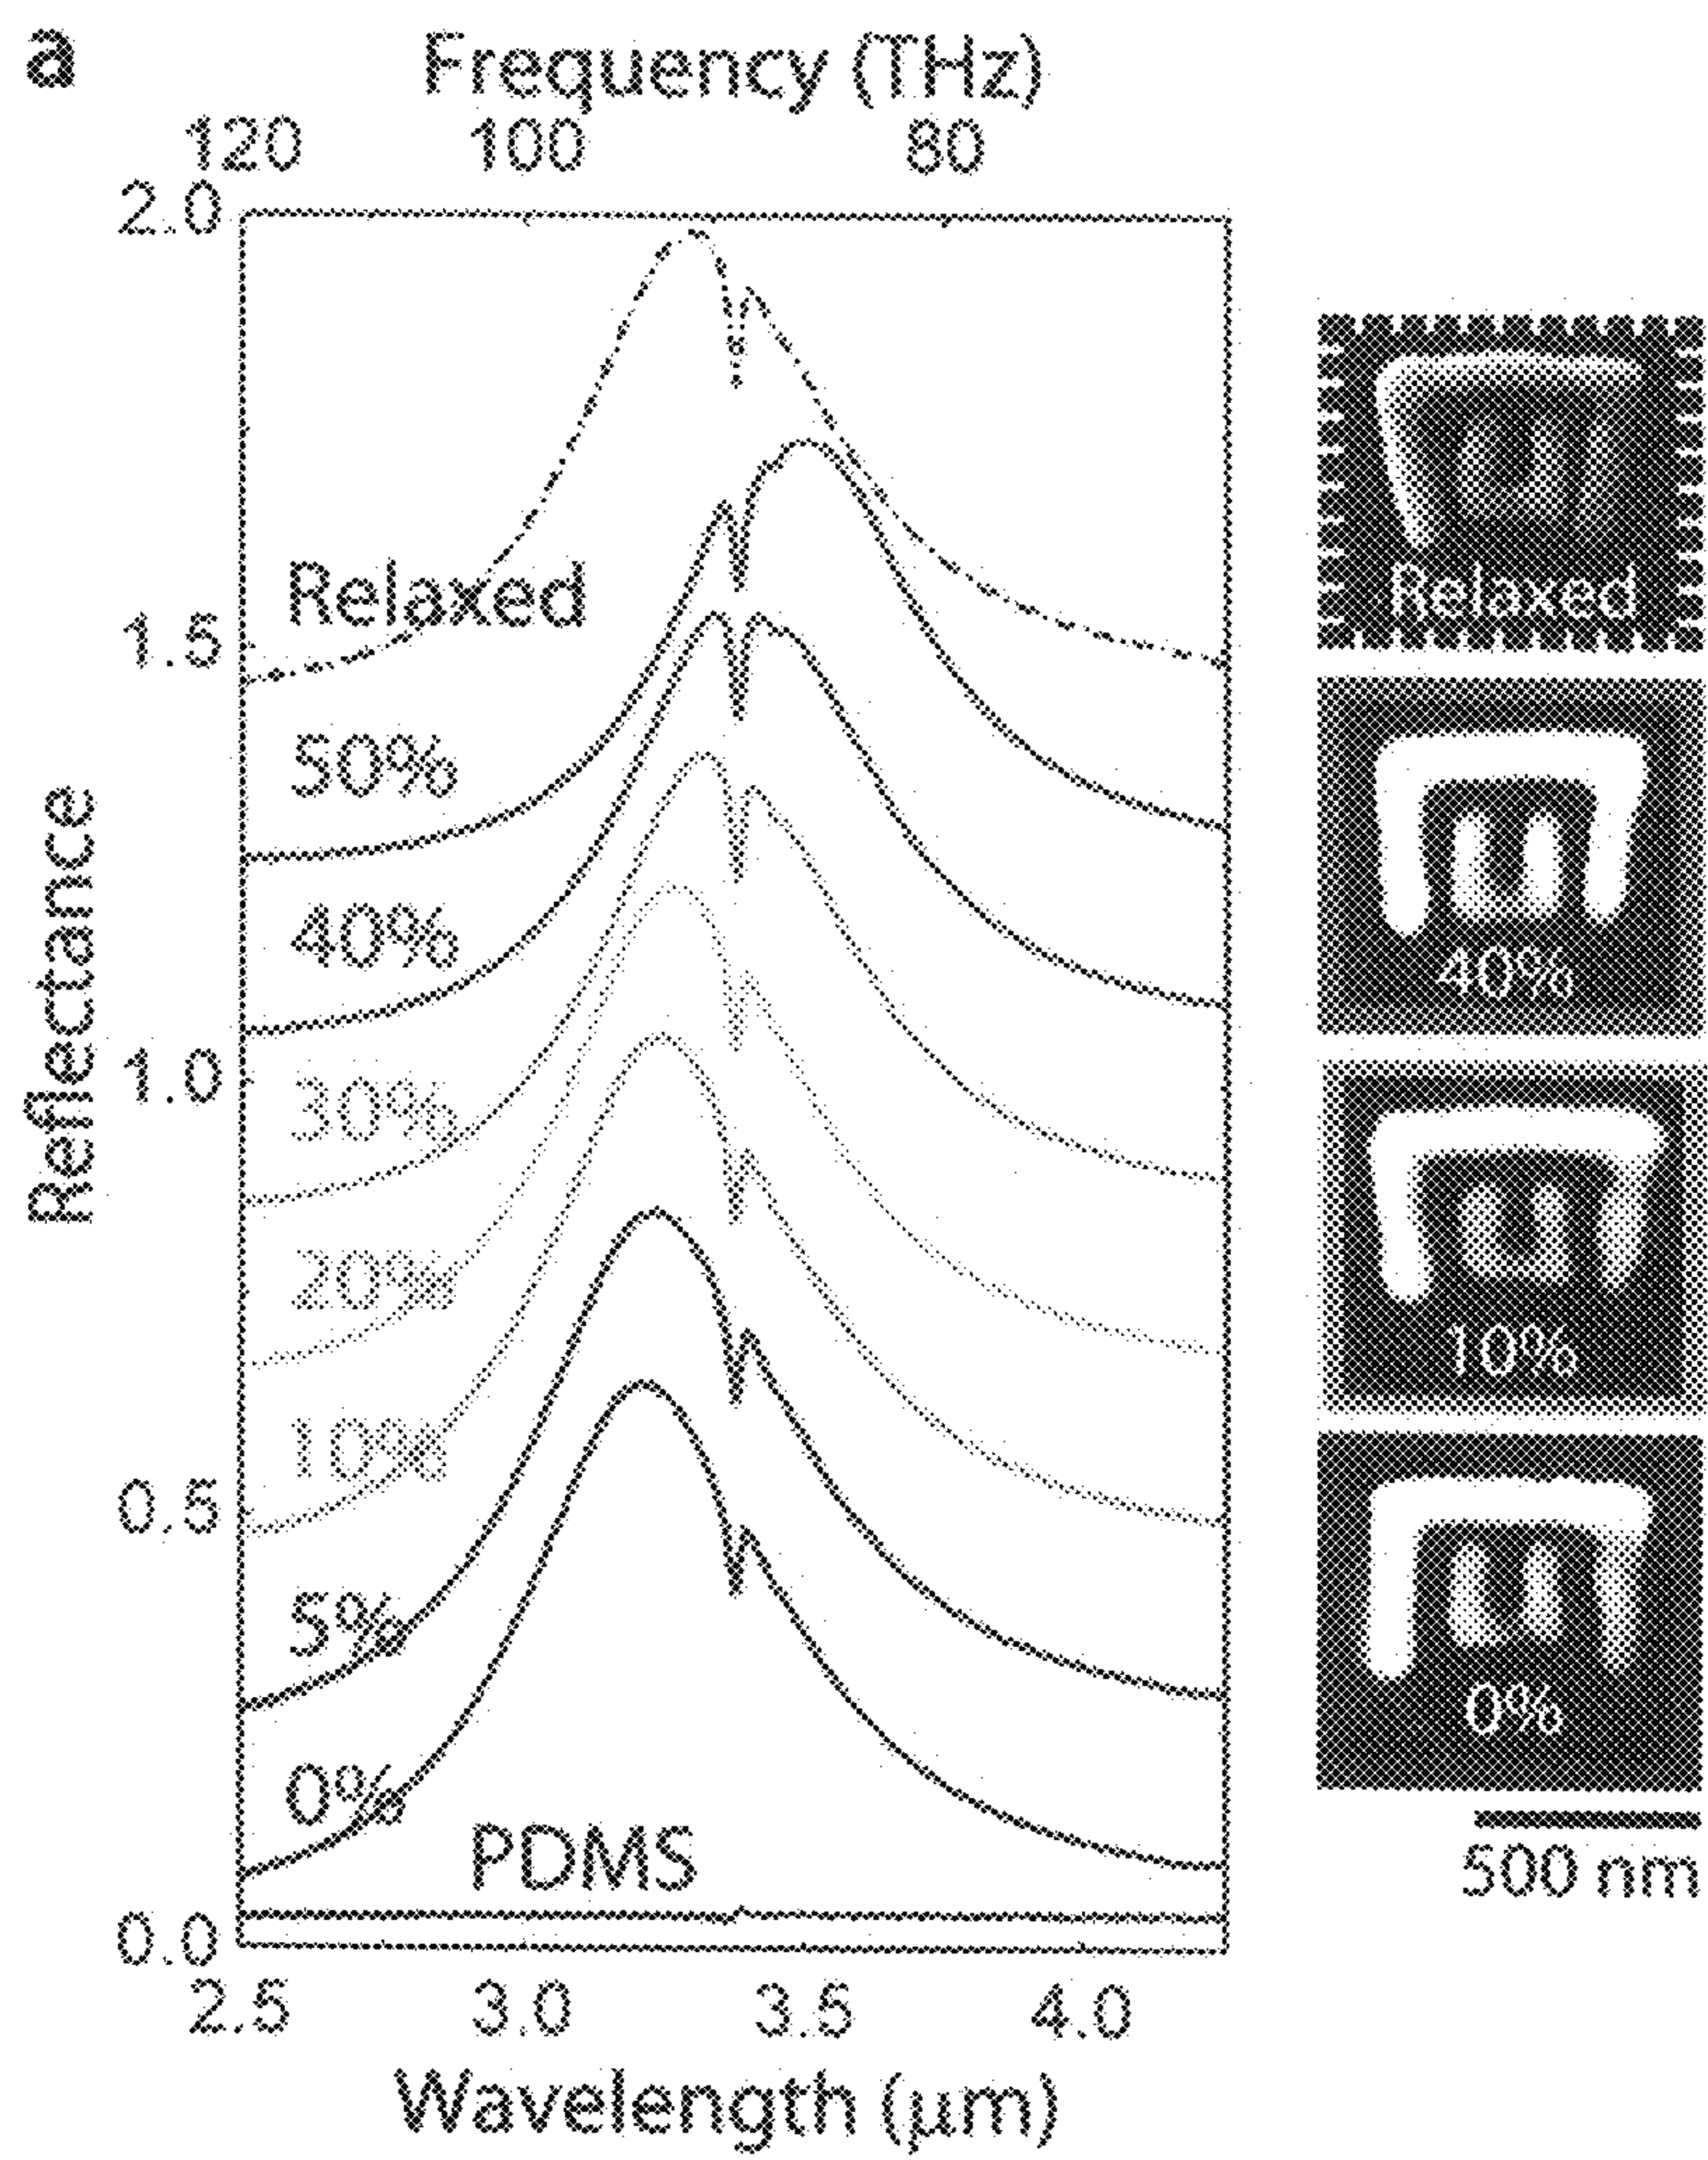 a
Frequency (THz)
120 100 80
2.0
1.5
1.0
0.5
0.0
Reflectance
Relaxed
50%
40%
30%
20%
10%
5%
0%
PDMS
2.5 3.0 3.5 4.0
Wavelength (μm)
Relaxed
40%
10%
0%
500 nm